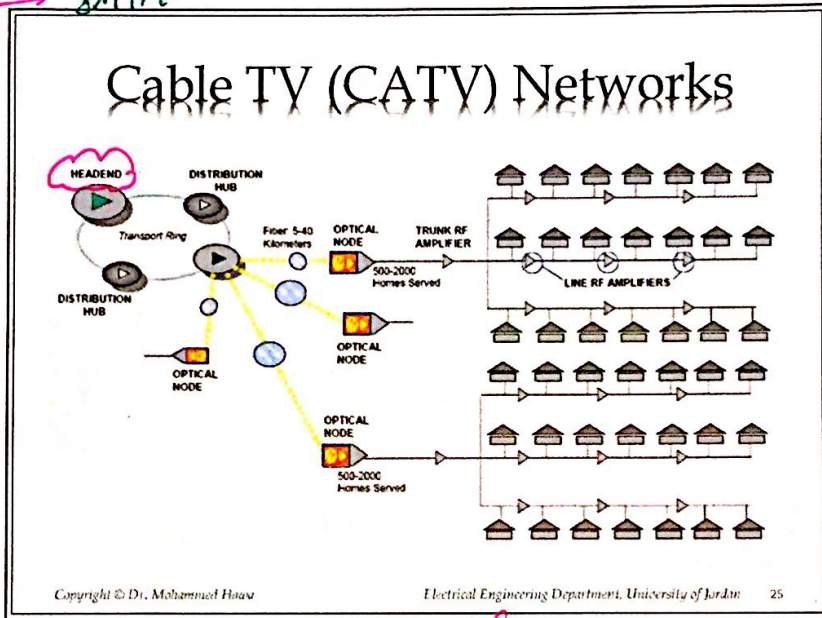 Cable TV (CATV) Networks
HEADEND
DISTRIBUTION
HUB
Transport Ring
Fiber 5-40
Kilometers
OPTICAL
NODE
TRUNK RF
AMPLIFIER
500-2000
Homes Served
LINE RF AMPLIFIERS
DISTRIBUTION
HUB
OPTICAL
NODE
OPTICAL
NODE
OPTICAL
NODE
500-2000
Homes Served
Copyright © Dr. Mohammed Hawa
Electrical Engineering Department, University of Jordan 25